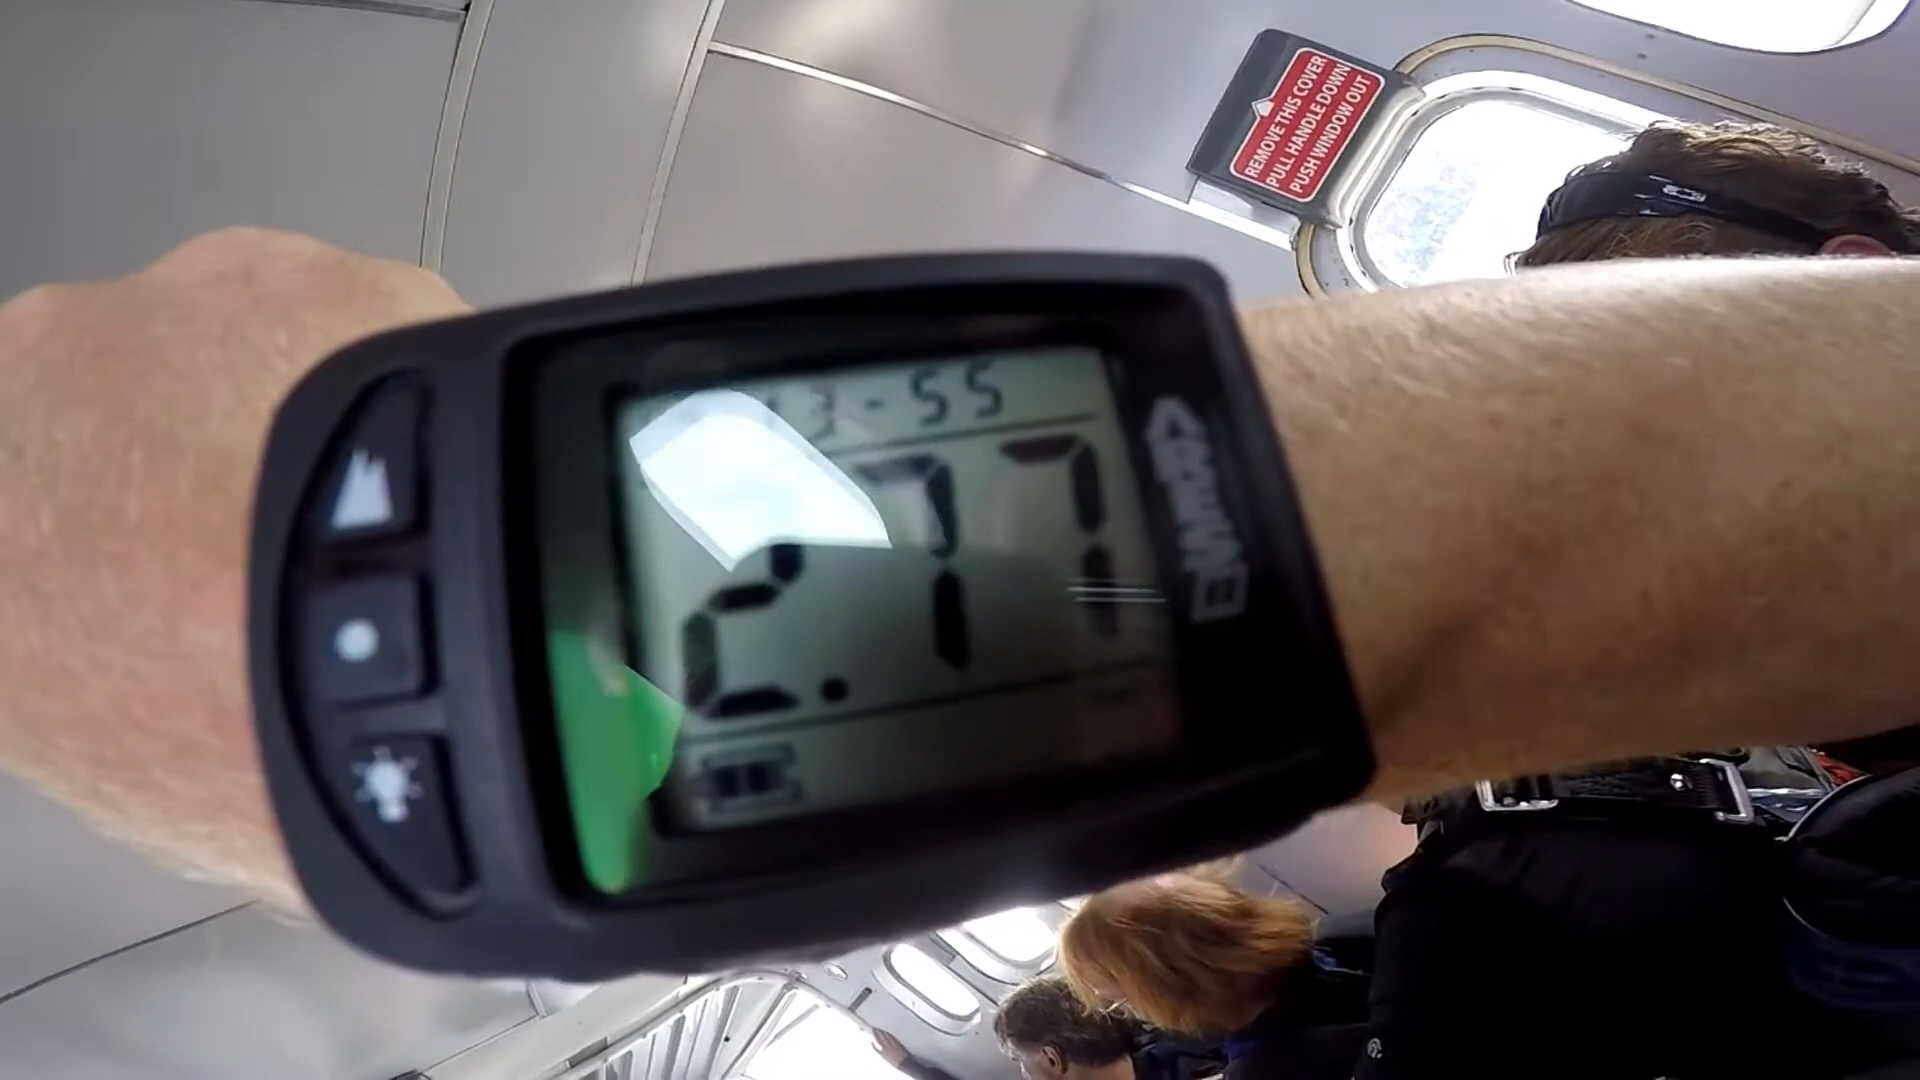 REMOVE THIS COVER
PULL HANDLE DOWN
PUSH WINDOW OUT
3-55
2.77